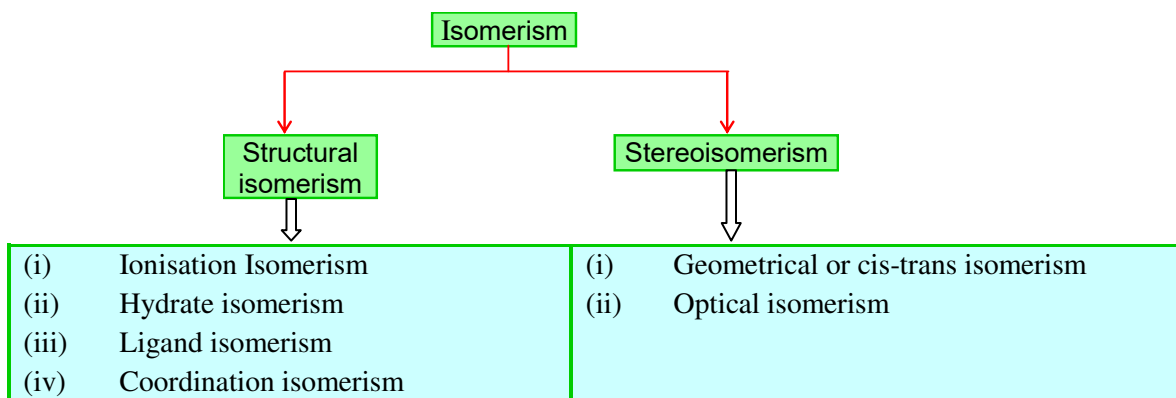 Isomerism
Structural
isomerism
Stereoisomerism
(i) Ionisation Isomerism
(ii) Hydrate isomerism
(iii) Ligand isomerism
(iv) Coordination isomerism
(i) Geometrical or cis-trans isomerism
(ii) Optical isomerism